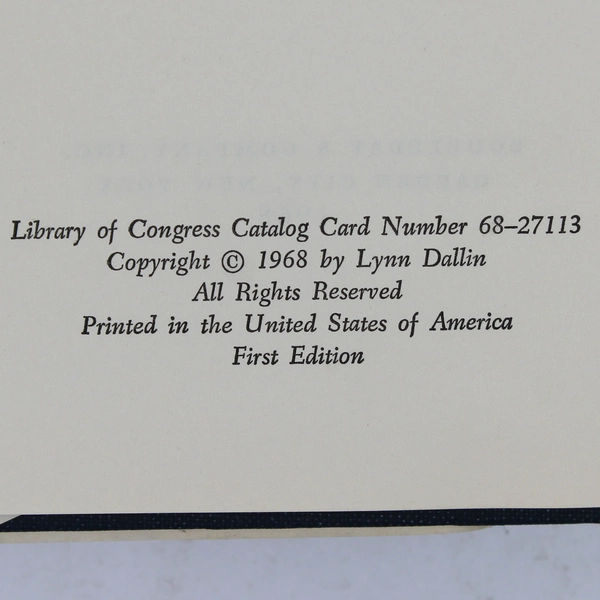 Library of Congress Catalog Card Number 68–27113
Copyright © 1968 by Lynn Dallin
All Rights Reserved
Printed in the United States of America
First Edition